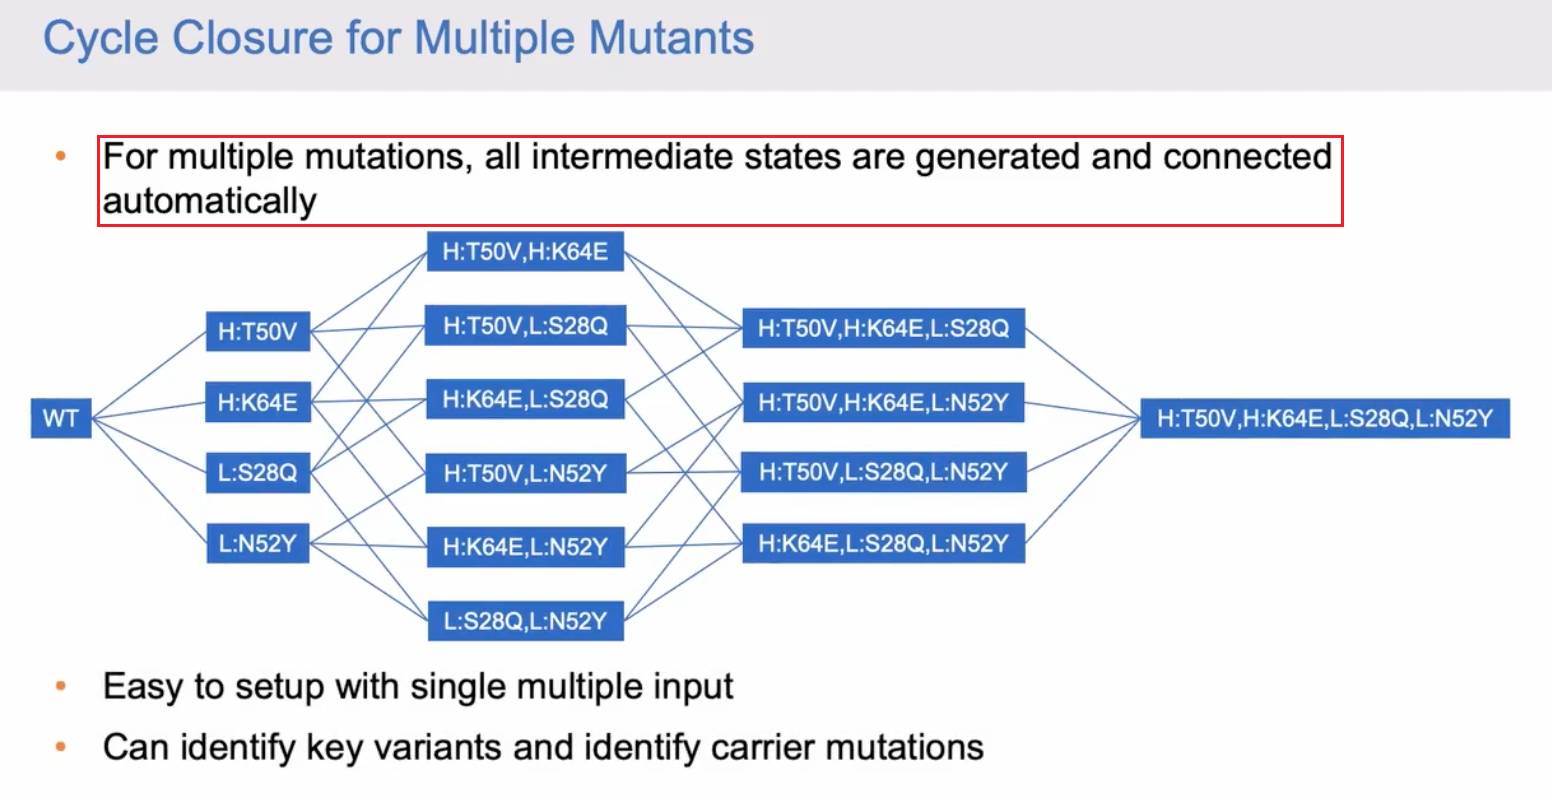 Cycle Closure for Multiple Mutants
• For multiple mutations, all intermediate states are generated and connected
automatically
WT
H:T50V
H:K64E
L:S28Q
L:N52Y
H:T50V,H:K64E
H:T50V,L:S28Q
H:K64E,L:S28Q
H:T50V,L:N52Y
H:K64E,L:N52Y
L:S28Q,L:N52Y
H:T50V,H:K64E,L:S28Q
H:T50V,H:K64E,L:N52Y
H:T50V,L:S28Q,L:N52Y
H:K64E,L:S28Q,L:N52Y
H:T50V,H:K64E,L:S28Q,L:N52Y
• Easy to setup with single multiple input
• Can identify key variants and identify carrier mutations